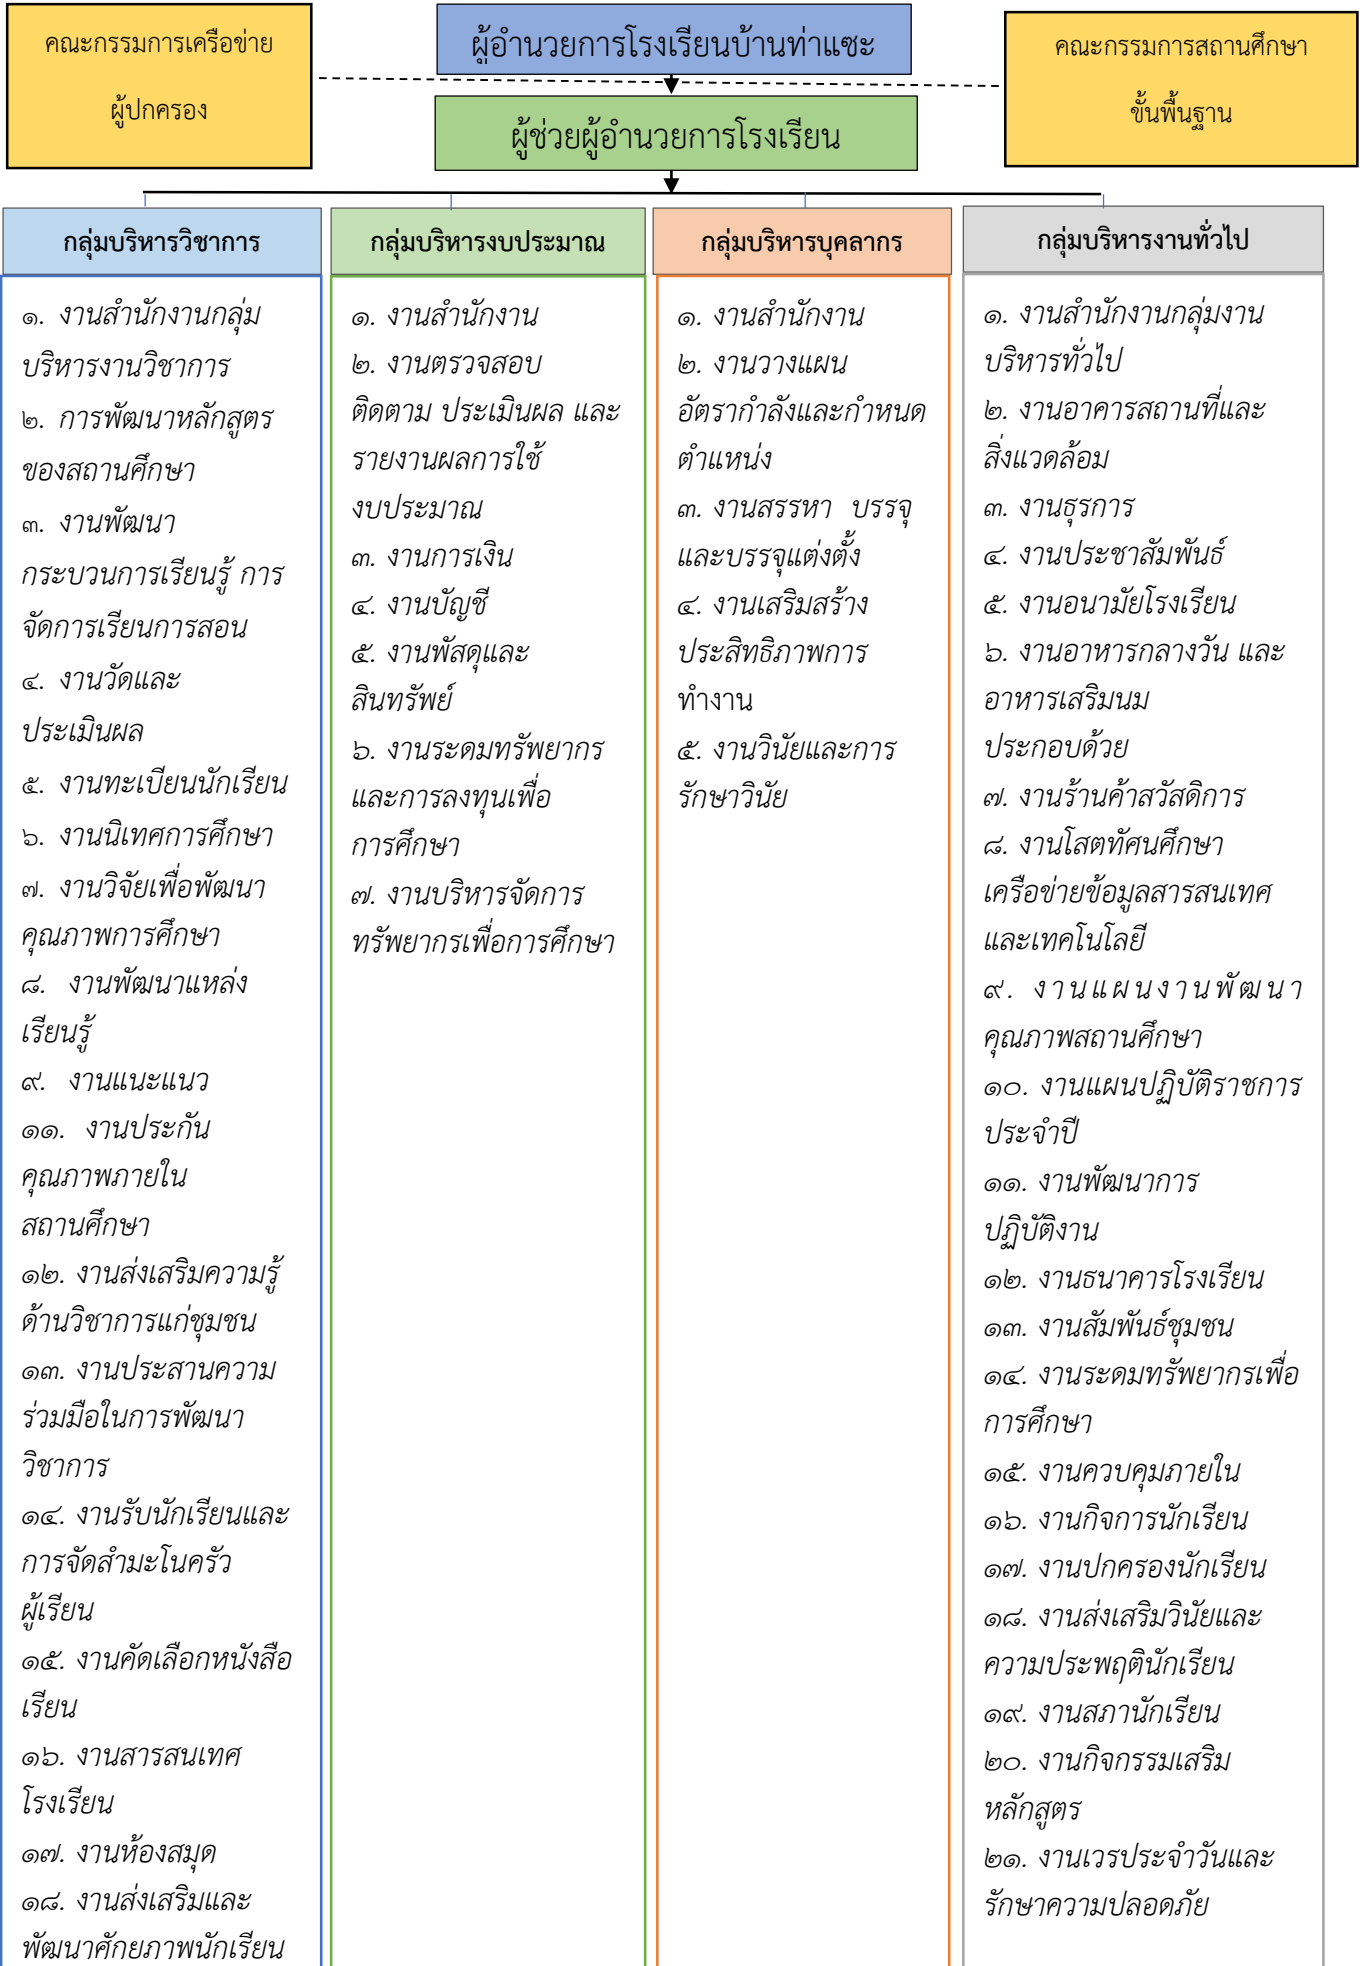 คณะกรรมการเครือข่าย
ผู้ปกครอง
ผู้อำนวยการโรงเรียนบ้านท่าแซะ
คณะกรรมการสถานศึกษา
ขั้นพื้นฐาน
ผู้ช่วยผู้อำนวยการโรงเรียน
กลุ่มบริหารวิชาการ
๑. งานสำนักงานกลุ่ม
บริหารงานวิชาการ
๒. การพัฒนาหลักสูตร
ของสถานศึกษา
๓. งานพัฒนา
กระบวนการเรียนรู้ การ
จัดการเรียนการสอน
๔. งานวัดและ
ประเมินผล
๕. งานทะเบียนนักเรียน
๖. งานนิเทศการศึกษา
๗. งานวิจัยเพื่อพัฒนา
คุณภาพการศึกษา
๘. งานพัฒนาแหล่ง
เรียนรู้
๙. งานแนะแนว
๑๑. งานประกัน
คุณภาพภายใน
สถานศึกษา
๑๒. งานส่งเสริมความรู้
ด้านวิชาการแก่ชุมชน
๑๓. งานประสานความ
ร่วมมือในการพัฒนา
วิชาการ
๑๔. งานรับนักเรียนและ
การจัดสำมะโนครัว
ผู้เรียน
๑๕. งานคัดเลือกหนังสือ
เรียน
๑๖. งานสารสนเทศ
โรงเรียน
๑๗. งานห้องสมุด
๑๘. งานส่งเสริมและ
พัฒนาศักยภาพนักเรียน
กลุ่มบริหารงบประมาณ
๑. งานสำนักงาน
๒. งานตรวจสอบ
ติดตาม ประเมินผล และ
รายงานผลการใช้
งบประมาณ
๓. งานการเงิน
๔. งานบัญชี
๕. งานพัสดุและ
สินทรัพย์
๖. งานระดมทรัพยากร
และการลงทุนเพื่อ
การศึกษา
๗. งานบริหารจัดการ
ทรัพยากรเพื่อการศึกษา
กลุ่มบริหารบุคลากร
๑. งานสำนักงาน
๒. งานวางแผน
อัตรากำลังและกำหนด
ตำแหน่ง
๓. งานสรรหา บรรจุ
และบรรจุแต่งตั้ง
๔. งานเสริมสร้าง
ประสิทธิภาพการ
ทำงาน
๕. งานวินัยและการ
รักษาวินัย
กลุ่มบริหารงานทั่วไป
๑. งานสำนักงานกลุ่มงาน
บริหารทั่วไป
๒. งานอาคารสถานที่และ
สิ่งแวดล้อม
๓. งานธุรการ
๔. งานประชาสัมพันธ์
๕. งานอนามัยโรงเรียน
๖. งานอาหารกลางวัน และ
อาหารเสริมนม
ประกอบด้วย
๗. งานร้านค้าสวัสดิการ
๘. งานโสตทัศนศึกษา
เครือข่ายข้อมูลสารสนเทศ
และเทคโนโลยี
๙. งานแผนงานพัฒนา
คุณภาพสถานศึกษา
๑๐. งานแผนปฏิบัติราชการ
ประจำปี
๑๑. งานพัฒนาการ
ปฏิบัติงาน
๑๒. งานธนาคารโรงเรียน
๑๓. งานสัมพันธ์ชุมชน
๑๔. งานระดมทรัพยากรเพื่อ
การศึกษา
๑๕. งานควบคุมภายใน
๑๖. งานกิจการนักเรียน
๑๗. งานปกครองนักเรียน
๑๘. งานส่งเสริมวินัยและ
ความประพฤตินักเรียน
๑๙. งานสภานักเรียน
๒๐. งานกิจกรรมเสริม
หลักสูตร
๒๑. งานเวรประจำวันและ
รักษาความปลอดภัย